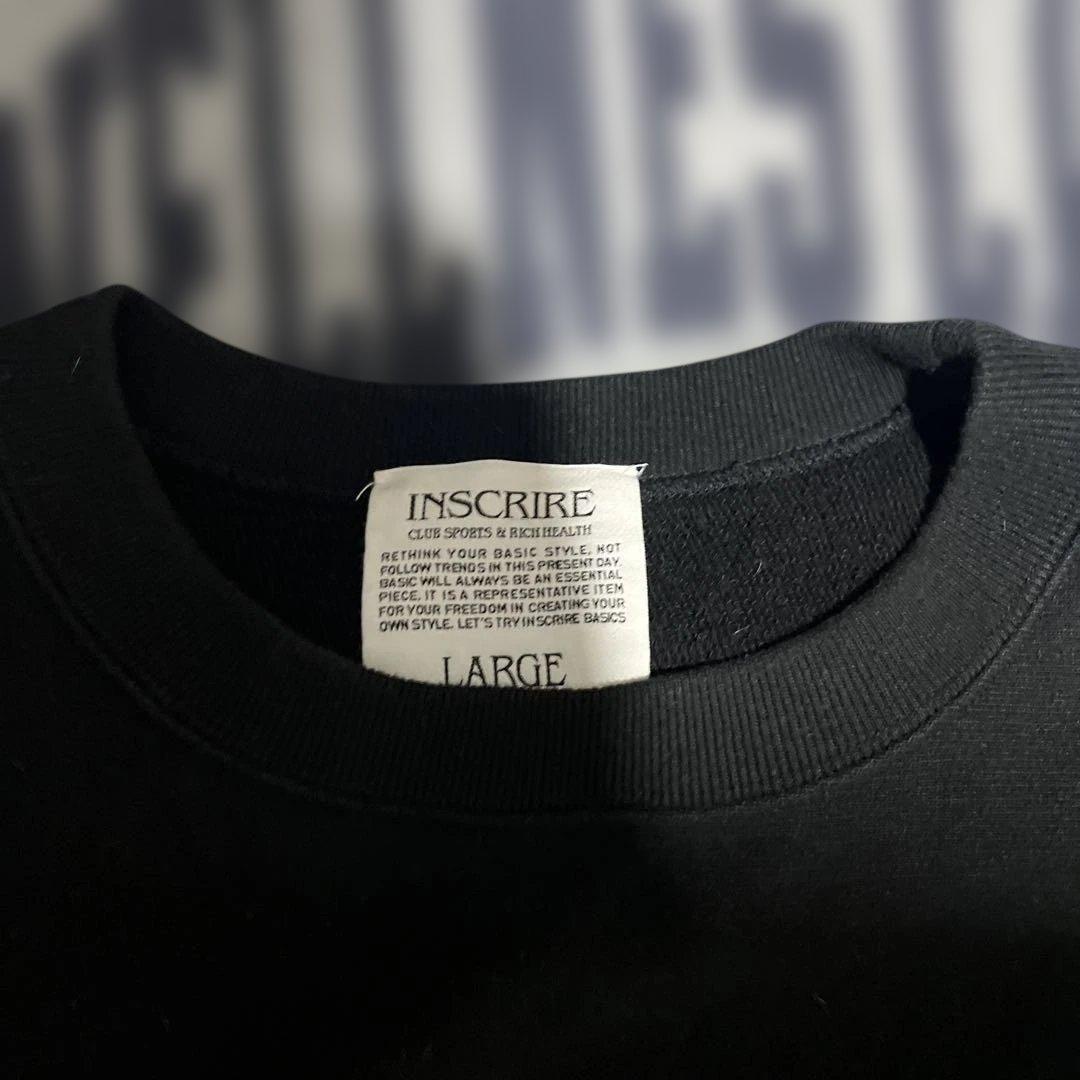 INSCRIRE
CLUB SPORTS & RICH HEALTH
RETHINK YOUR BASIC STYLE, NOT
FOLLOW TRENDS IN THIS PRESENT DAY.
BASIC WILL ALWAYS BE AN ESSENTIAL
PIECE. IT IS A REPRESENTATIVE ITEM
FOR YOUR FREEDOM IN CREATING YOUR
OWN STYLE. LET'S TRY INSCRIRE BASICS
LARGE